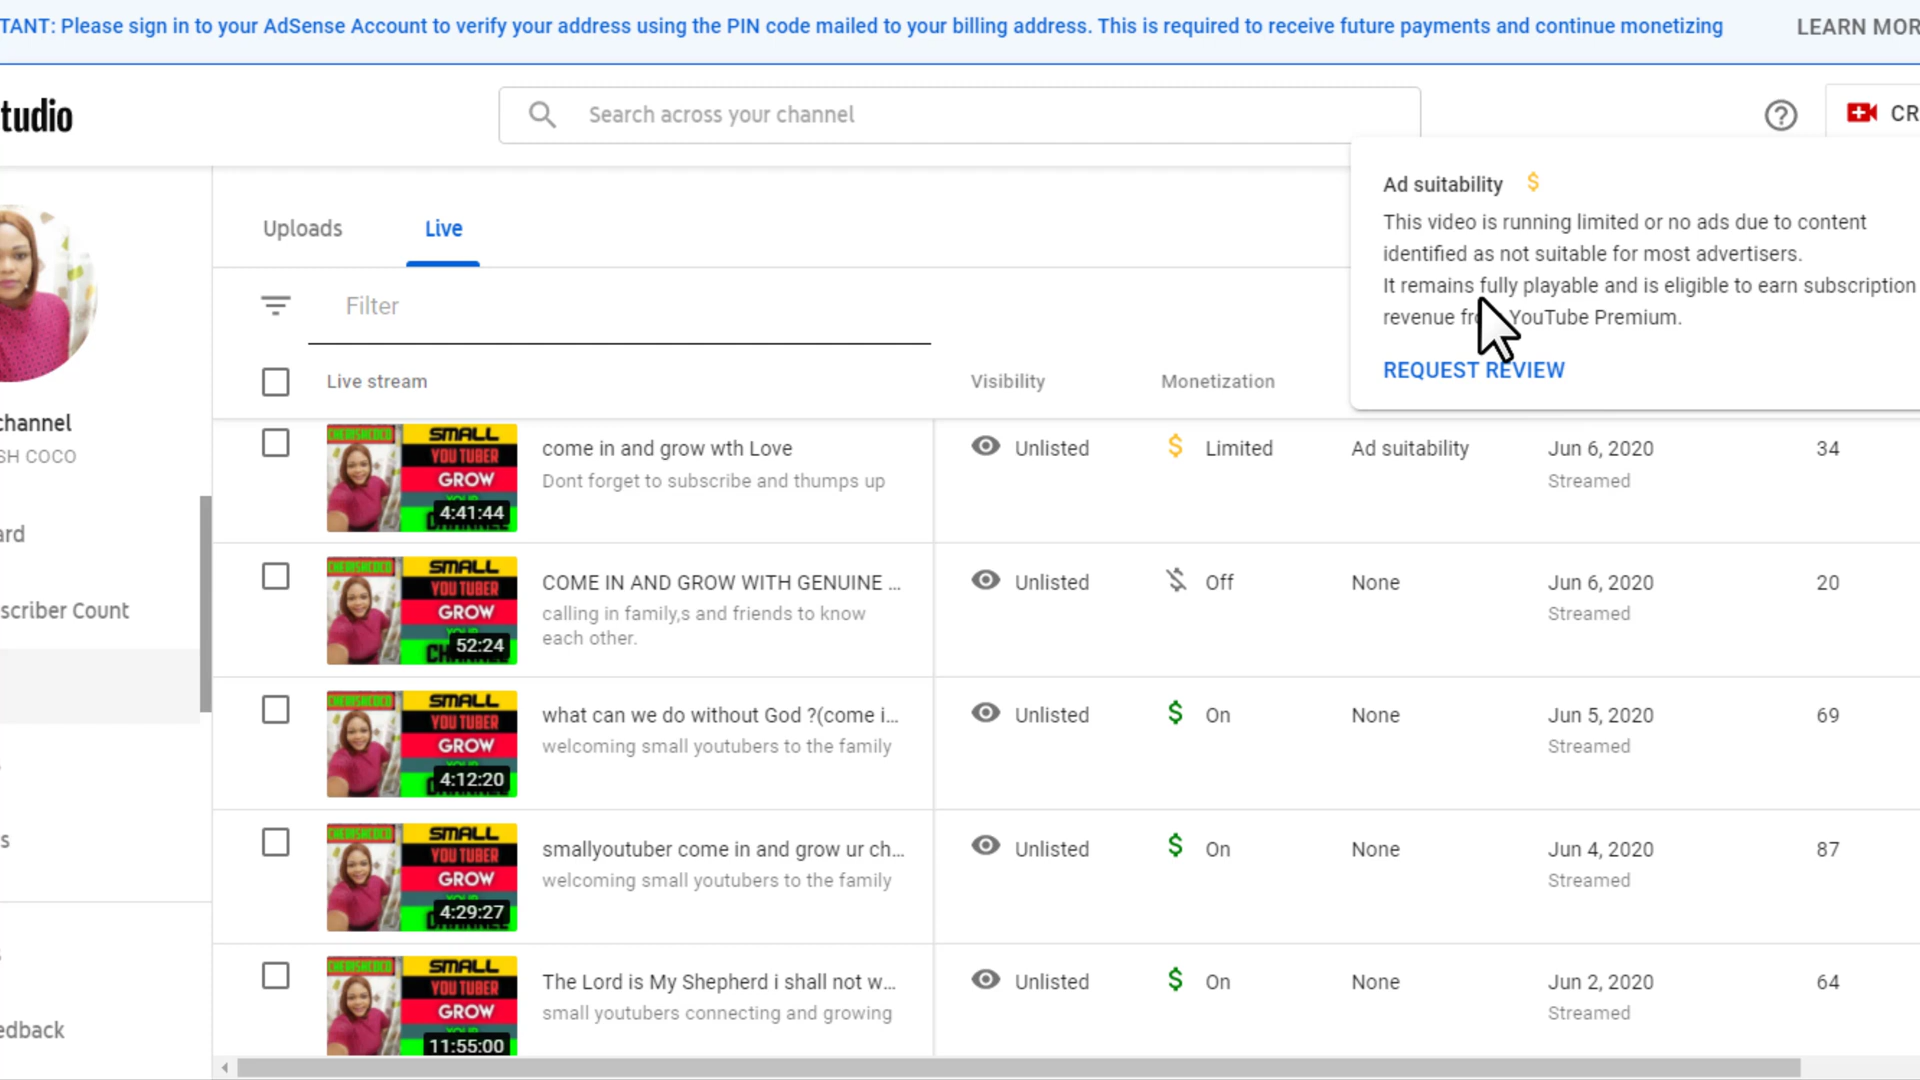 TANT: Please sign in to your AdSense Account to verify your address using the PIN code mailed to your billing address. This is required to receive future payments and continue monetizing LEARN MOR
tudio
Search across your channel
CR
Ad suitability
This video is running limited or no ads due to content
identified as not suitable for most advertisers.
It remains fully playable and is eligible to earn subscription
revenue YouTube Premium.
REQUEST REVIEW
Uploads Live
Filter
Live stream Visibility Monetization
channel
SH COCO
ard
scriber Count
s
edback
SMALL
YOU TUBER
GROW
4:41:44
come in and grow wth Love
Dont forget to subscribe and thumps up
Unlisted Limited Ad suitability Jun 6, 2020 34
Streamed
SMALL
YOU TUBER
GROW
52:24
COME IN AND GROW WITH GENUINE ...
calling in family,s and friends to know
each other.
Unlisted Off None Jun 6, 2020 20
Streamed
SMALL
YOU TUBER
GROW
4:12:20
what can we do without God ?(come i...
welcoming small youtubers to the family
Unlisted On None Jun 5, 2020 69
Streamed
SMALL
YOU TUBER
GROW
4:29:27
smallyoutuber come in and grow ur ch...
welcoming small youtubers to the family
Unlisted On None Jun 4, 2020 87
Streamed
SMALL
YOU TUBER
GROW
11:55:00
The Lord is My Shepherd i shall not w...
small youtubers connecting and growing
Unlisted On None Jun 2, 2020 64
Streamed